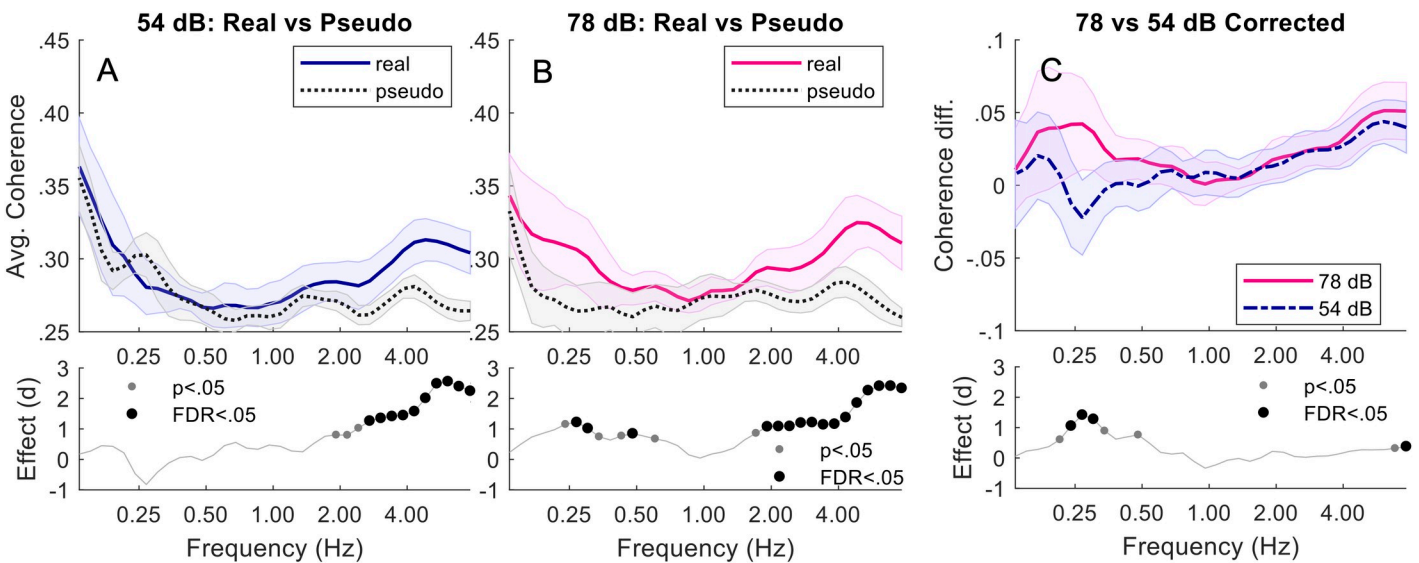 54 dB: Real vs Pseudo
.45
.40
.35
.30
.25
Avg. Coherence
A
real
pseudo
0.25 0.50 1.00 2.00 4.00
3
2
1
0
-1
Effect (d)
p<.05
FDR<.05
0.25 0.50 1.00 2.00 4.00
Frequency (Hz)
78 dB: Real vs Pseudo
.45
.40
.35
.30
.25
B
real
pseudo
0.25 0.50 1.00 2.00 4.00
3
2
1
0
-1
p<.05
FDR<.05
0.25 0.50 1.00 2.00 4.00
Frequency (Hz)
78 vs 54 dB Corrected
.1
.05
0
-.05
-.1
Coherence diff.
C
78 dB
54 dB
0.25 0.50 1.00 2.00 4.00
3
2
1
0
-1
Effect (d)
p<.05
FDR<.05
0.25 0.50 1.00 2.00 4.00
Frequency (Hz)